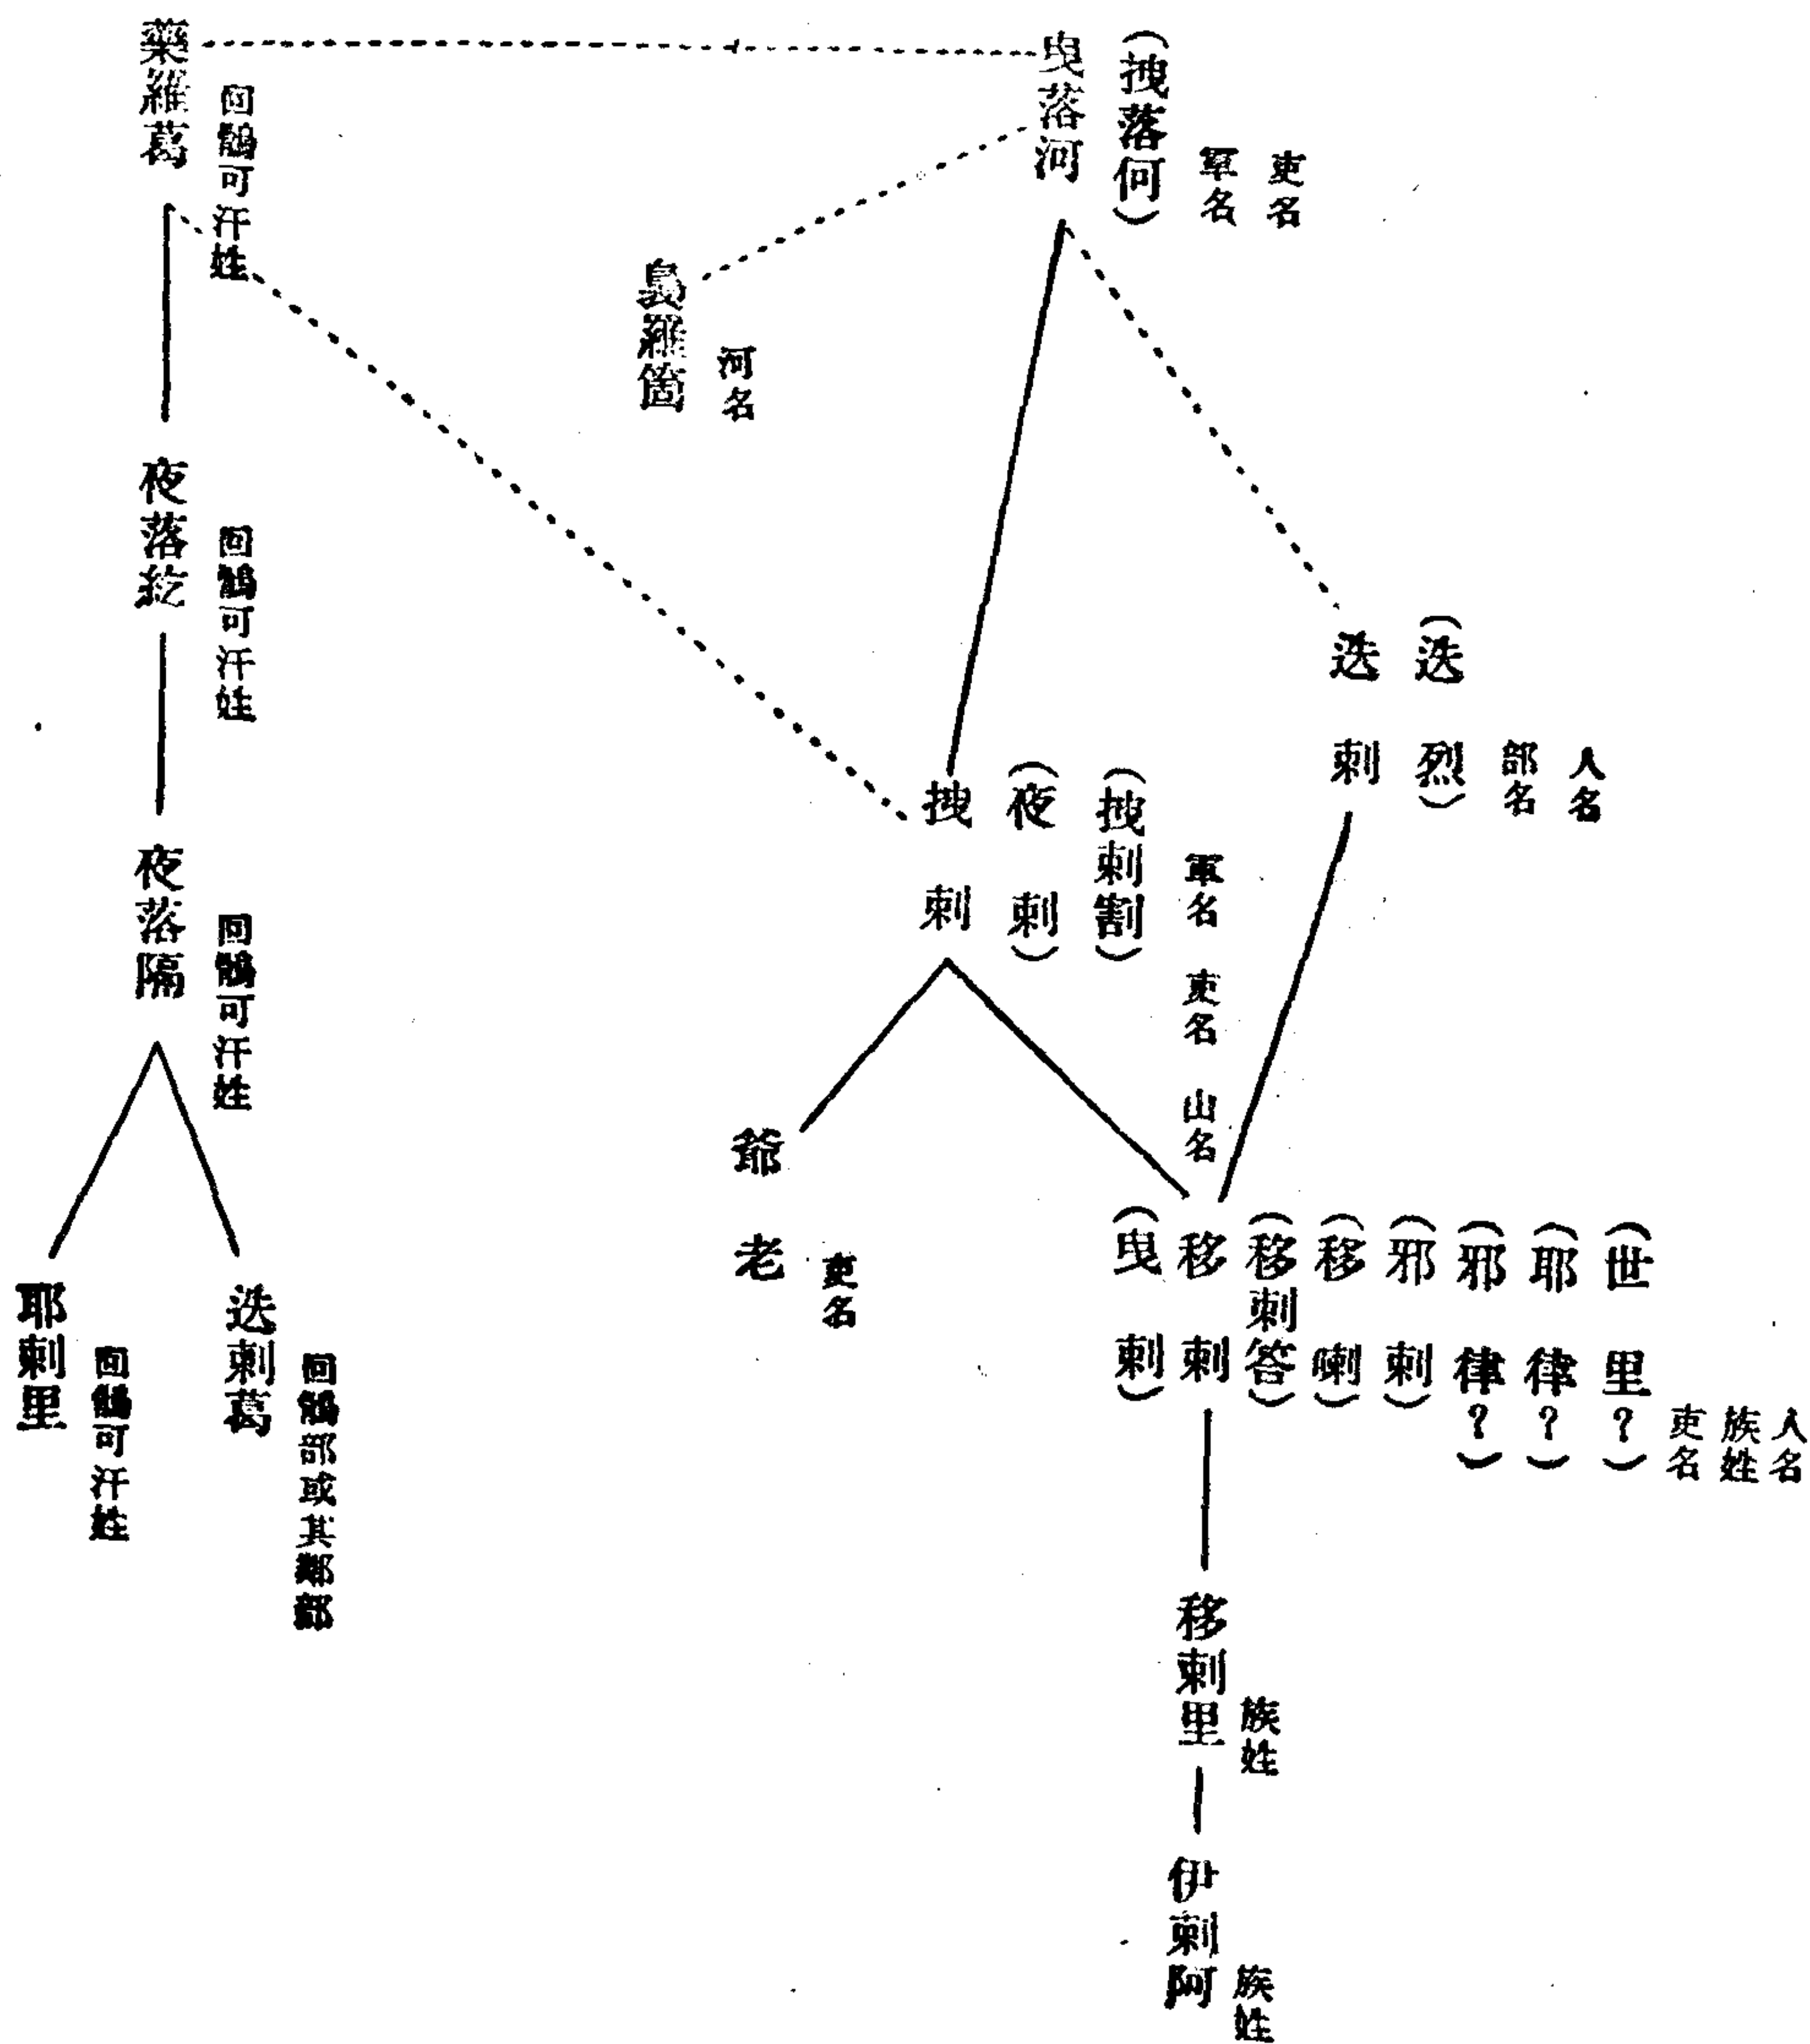 (拽落何)
曳落河
軍名
吏名
裊羅箇
河名
藥羅葛
回鶻可汗姓
夜落紇
回鶻可汗姓
夜落隔
回鶻可汗姓
耶剌里
回鶻可汗姓
迭剌葛
回鶻部或其鄰部
(迭烈)
迭剌
部名
人名
(拽剌割)
(夜剌)
拽剌
軍名 吏名 山名
爺老
吏名
(世里?)
(耶律?)
(邪律?)
(邪剌)
(移喇)
(移剌答)
移剌
(曳剌)
人名
族姓
吏名
移剌里
族姓
伊剌阿
族姓